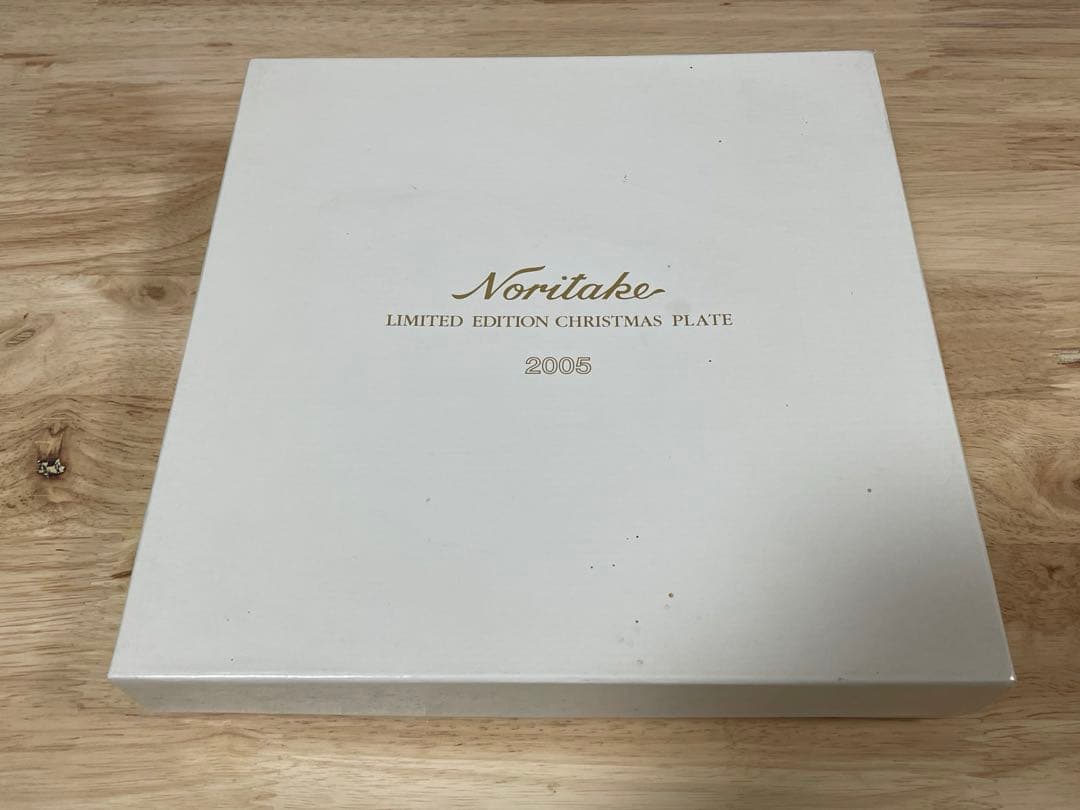 Noritake
LIMITED EDITION CHRISTMAS PLATE
2005